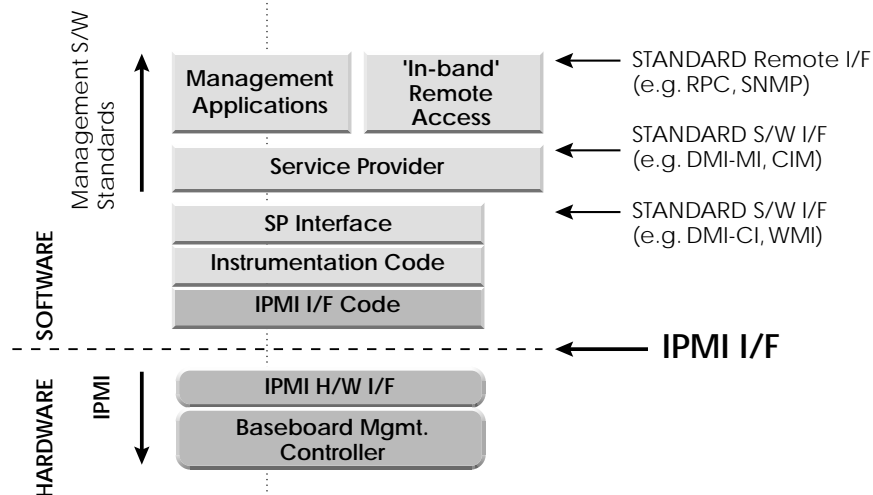 Management S/W
Standards
Management
Applications
'In-band'
Remote
Access
STANDARD Remote I/F
(e.g. RPC, SNMP)
Service Provider
STANDARD S/W I/F
(e.g. DMI-MI, CIM)
SP Interface
STANDARD S/W I/F
(e.g. DMI-CI, WMI)
Instrumentation Code
IPMI I/F Code
SOFTWARE
IPMI I/F
HARDWARE
IPMI
IPMI H/W I/F
Baseboard Mgmt.
Controller